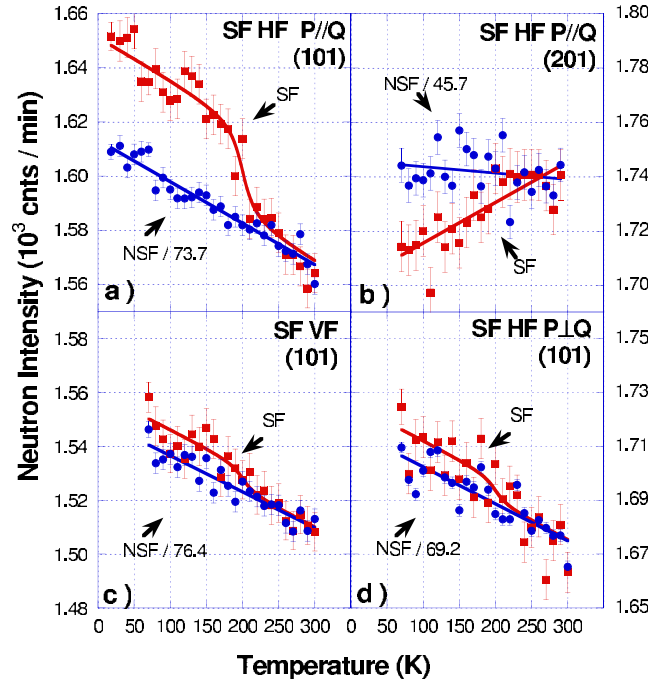 SF HF P//Q
(101)
SF
NSF / 73.7
a )
SF HF P//Q
(201)
NSF / 45.7
SF
b )
SF VF
(101)
SF
NSF / 76.4
c )
SF HF P⊥Q
(101)
SF
NSF / 69.2
d )
1.66
1.64
1.62
1.60
1.58
1.56
1.56
1.54
1.52
1.50
1.48
1.80
1.78
1.76
1.74
1.72
1.70
1.75
1.73
1.71
1.69
1.67
1.65
0 50 100 150 200 250 300
0 50 100 150 200 250 300
Neutron Intensity (10³ cnts / min)
Temperature (K)